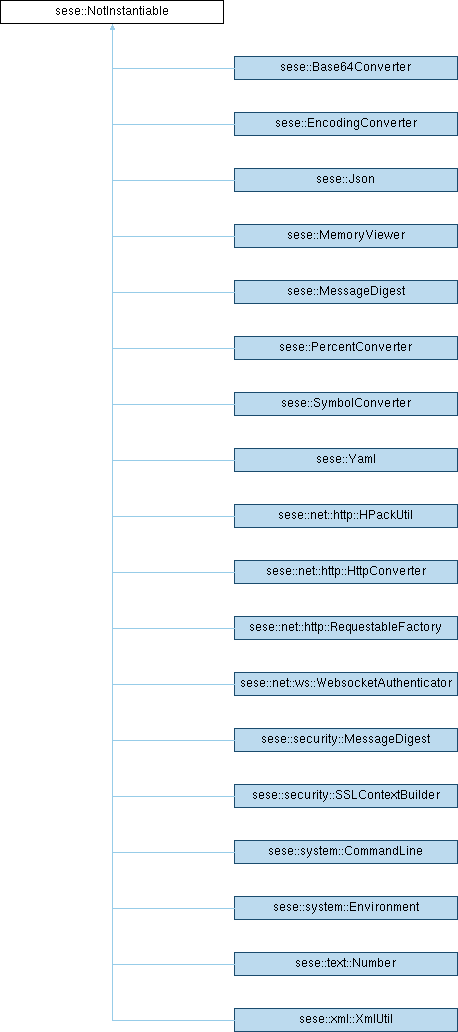 sese::NotInstantiable
sese::Base64Converter
sese::EncodingConverter
sese::Json
sese::MemoryViewer
sese::MessageDigest
sese::PercentConverter
sese::SymbolConverter
sese::Yaml
sese::net::http::HPackUtil
sese::net::http::HttpConverter
sese::net::http::RequestableFactory
sese::net::ws::WebsocketAuthenticator
sese::security::MessageDigest
sese::security::SSLContextBuilder
sese::system::CommandLine
sese::system::Environment
sese::text::Number
sese::xml::XmlUtil